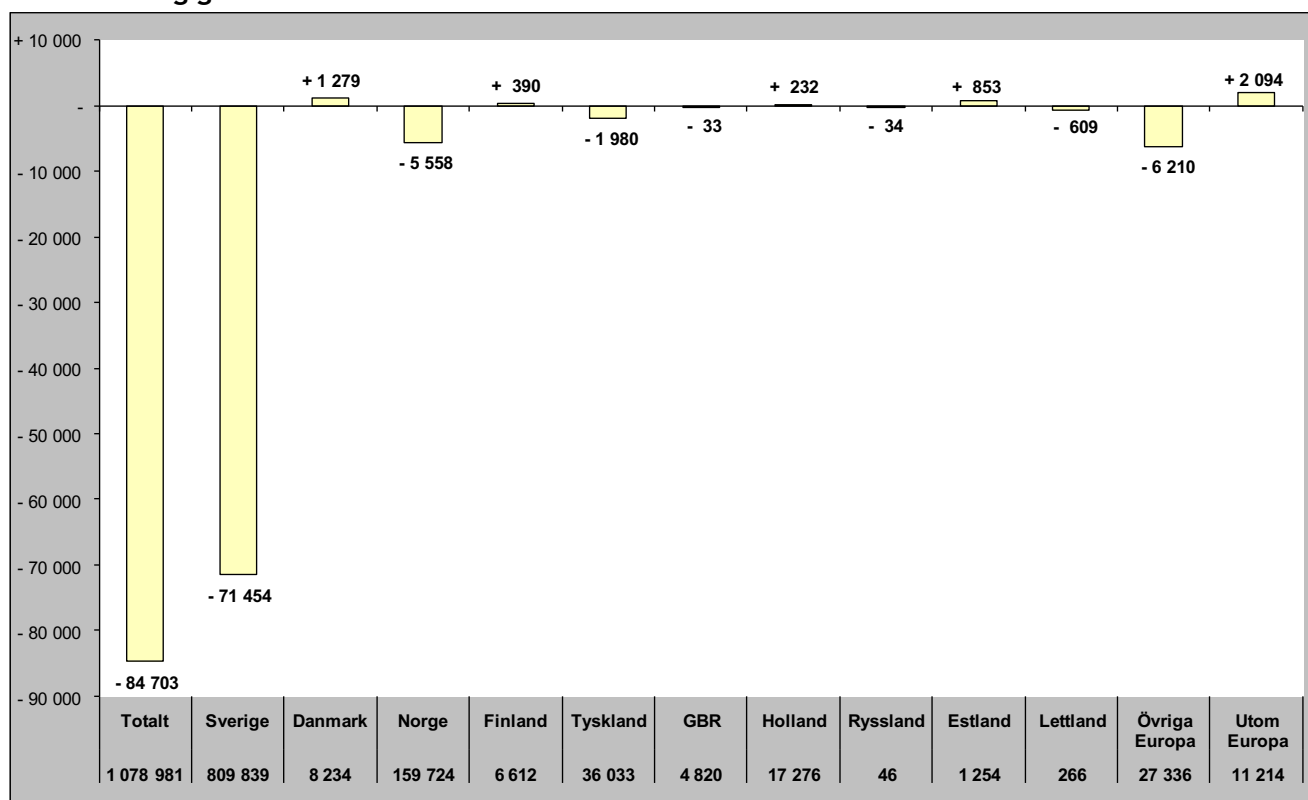 + 10 000
-
- 10 000
- 20 000
- 30 000
- 40 000
- 50 000
- 60 000
- 70 000
- 80 000
- 90 000
- 84 703
- 71 454
+ 1 279
- 5 558
+ 390
- 1 980
- 33
+ 232
- 34
+ 853
- 609
- 6 210
+ 2 094
Totalt Sverige Danmark Norge Finland Tyskland GBR Holland Ryssland Estland Lettland Övriga Utom
Europa Europa
1 078 981 809 839 8 234 159 724 6 612 36 033 4 820 17 276 46 1 254 266 27 336 11 214